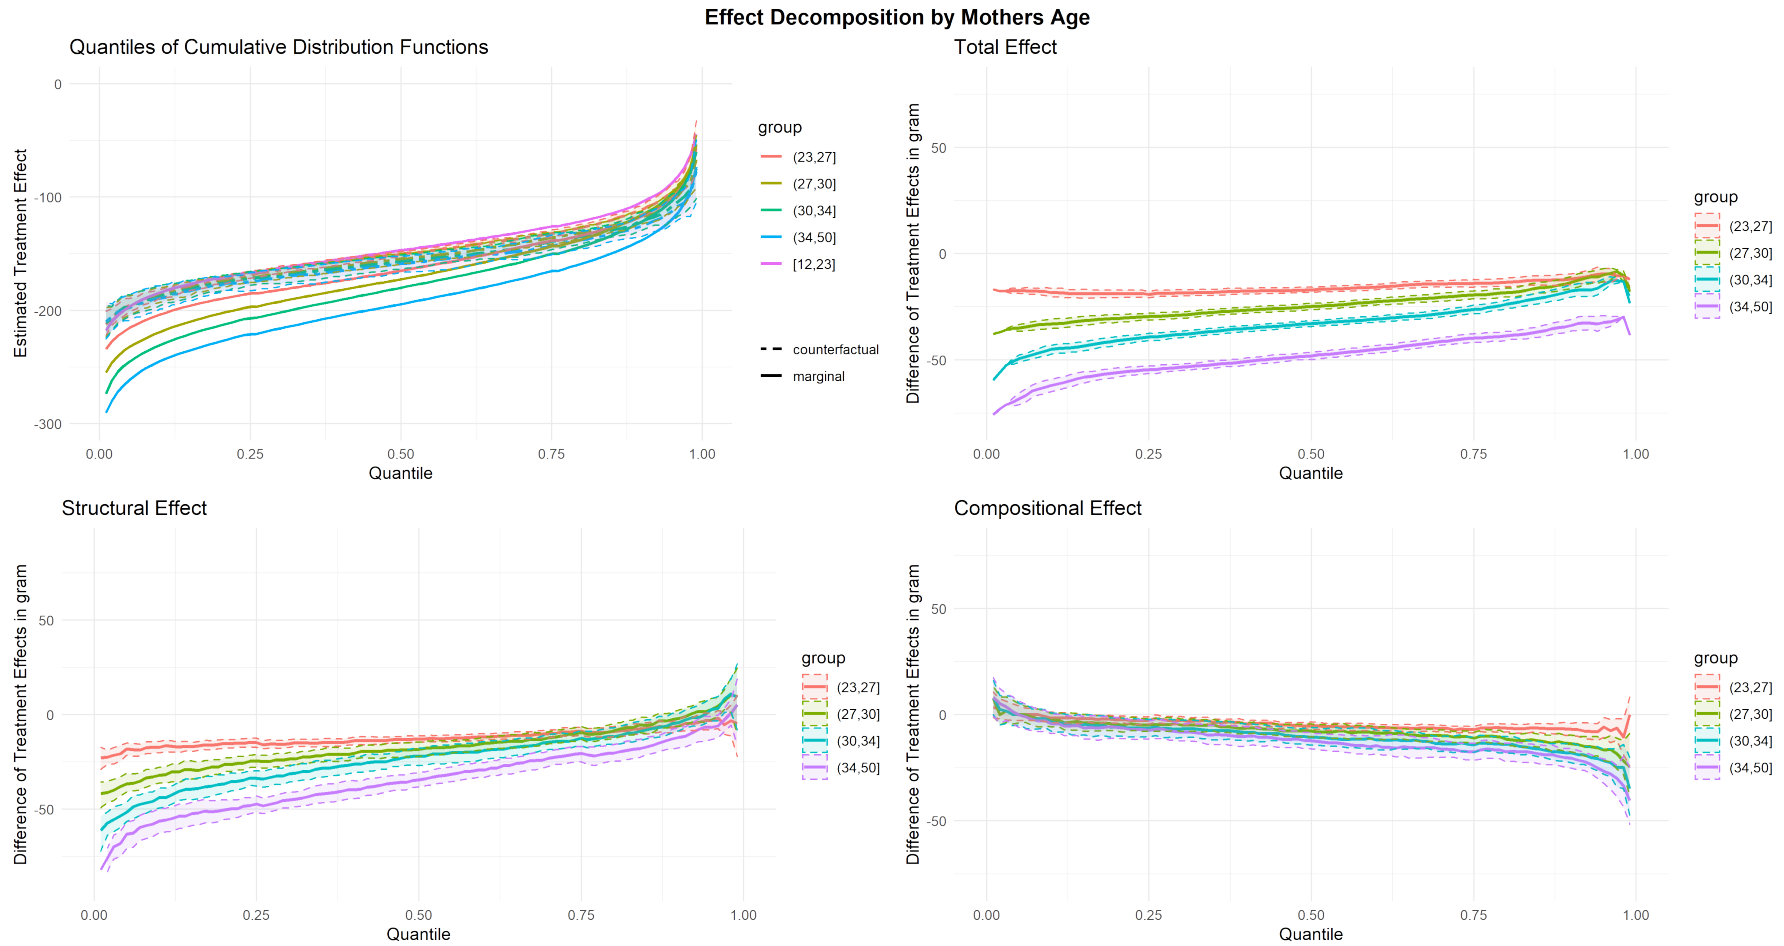 Effect Decomposition by Mothers Age
Quantiles of Cumulative Distribution Functions
Estimated Treatment Effect
0
-100
-200
-300
0.00 0.25 0.50 0.75 1.00
Quantile
group
(23,27]
(27,30]
(30,34]
(34,50]
[12,23]
counterfactual
marginal
Total Effect
Difference of Treatment Effects in gram
50
0
-50
0.00 0.25 0.50 0.75 1.00
Quantile
group
(23,27]
(27,30]
(30,34]
(34,50]
Structural Effect
Difference of Treatment Effects in gram
50
0
-50
0.00 0.25 0.50 0.75 1.00
Quantile
group
(23,27]
(27,30]
(30,34]
(34,50]
Compositional Effect
Difference of Treatment Effects in gram
50
0
-50
0.00 0.25 0.50 0.75 1.00
Quantile
group
(23,27]
(27,30]
(30,34]
(34,50]